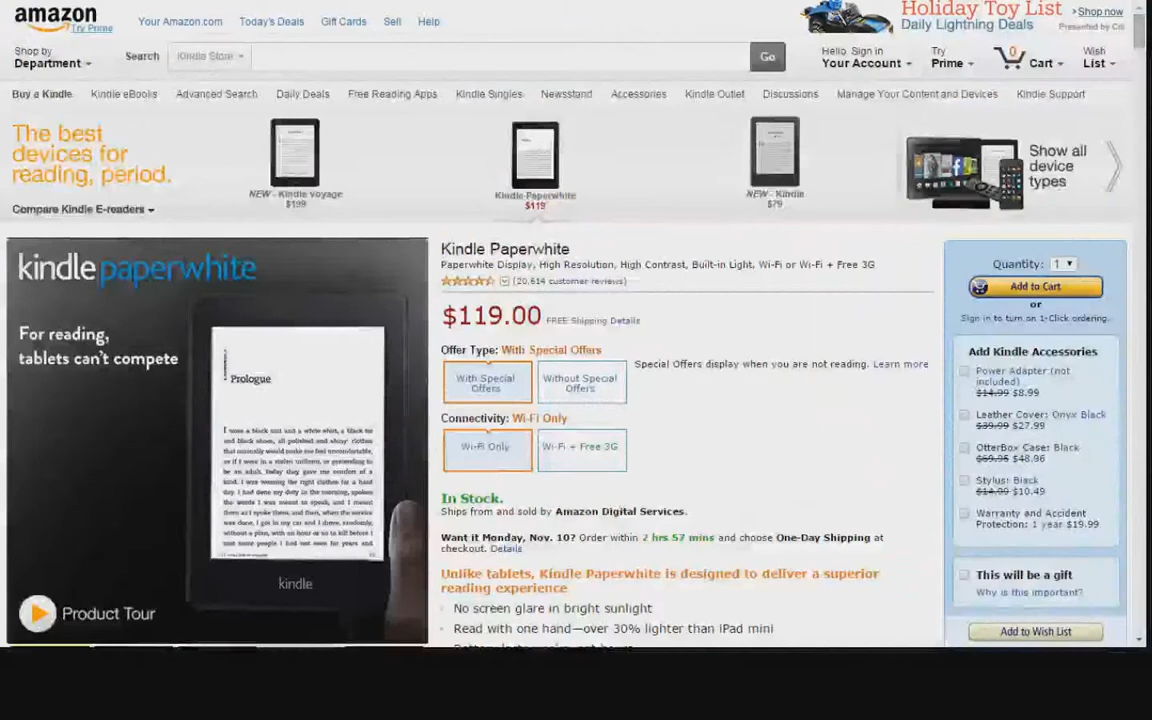 amazon
Try Prime
Your Amazon.com
Today's Deals
Gift Cards
Sell
Help
Holiday Toy List
Daily Lightning Deals
Shop now
Presented by Citi
Shop by
Department
Search
Kindle Store
Go
Hello. Sign in
Your Account
Try
Prime
0
Cart
Wish
List
Buy a Kindle
Kindle eBooks
Advanced Search
Daily Deals
Free Reading Apps
Kindle Singles
Newsstand
Accessories
Kindle Outlet
Discussions
Manage Your Content and Devices
Kindle Support
The best
devices for
reading, period.
Compare Kindle E-readers
NEW - Kindle Voyage
$199
Kindle Paperwhite
$119
NEW - Kindle
$79
Show all
device
types
kindle paperwhite
For reading,
tablets can't compete
Prologue
kindle
Product Tour
Kindle Paperwhite
Paperwhite Display, High Resolution, High Contrast, Built-in Light, Wi-Fi or Wi-Fi + Free 3G
(20,614 customer reviews)
$119.00 FREE Shipping Details
Offer Type: With Special Offers
With Special
Offers
Without Special
Offers
Special Offers display when you are not reading. Learn more
Connectivity: Wi-Fi Only
Wi-Fi Only
Wi-Fi + Free 3G
In Stock.
Ships from and sold by Amazon Digital Services.
Want it Monday, Nov. 10? Order within 2 hrs 57 mins and choose One-Day Shipping at
checkout. Details
Unlike tablets, Kindle Paperwhite is designed to deliver a superior
reading experience
No screen glare in bright sunlight
Read with one hand—over 30% lighter than iPad mini
Quantity: 1
Add to Cart
or
Sign in to turn on 1-Click ordering.
Add Kindle Accessories
Power Adapter (not
included)
$14.99 $8.99
Leather Cover: Onyx Black
$39.99 $27.99
OtterBox Case: Black
$69.95 $48.96
Stylus: Black
$14.99 $10.49
Warranty and Accident
Protection: 1 year $19.99
This will be a gift
Why is this important?
Add to Wish List